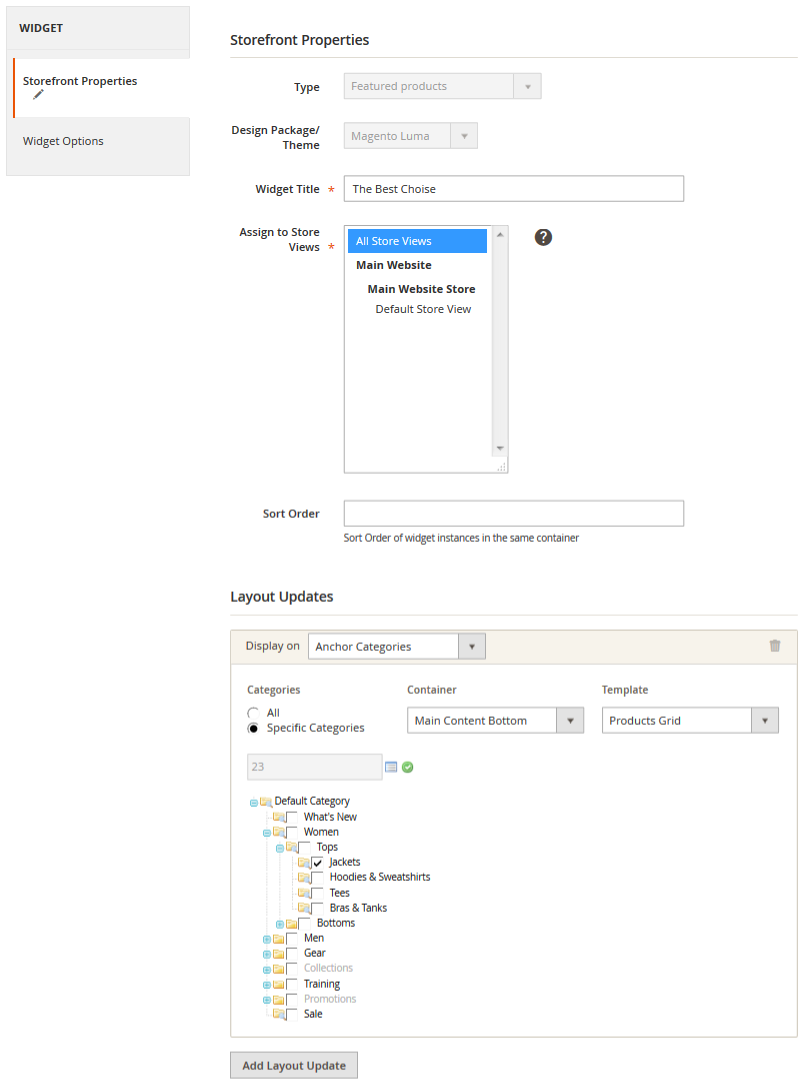 WIDGET
Storefront Properties
Widget Options
Storefront Properties
Type
Featured products
Design Package/
Theme
Magento Luma
Widget Title *
The Best Choise
Assign to Store
Views *
All Store Views
Main Website
Main Website Store
Default Store View
?
Sort Order
Sort Order of widget instances in the same container
Layout Updates
Display on
Anchor Categories
Categories
Container
Template
All
Specific Categories
Main Content Bottom
Products Grid
23
Default Category
What's New
Women
Tops
Jackets
Hoodies & Sweatshirts
Tees
Bras & Tanks
Bottoms
Men
Gear
Collections
Training
Promotions
Sale
Add Layout Update